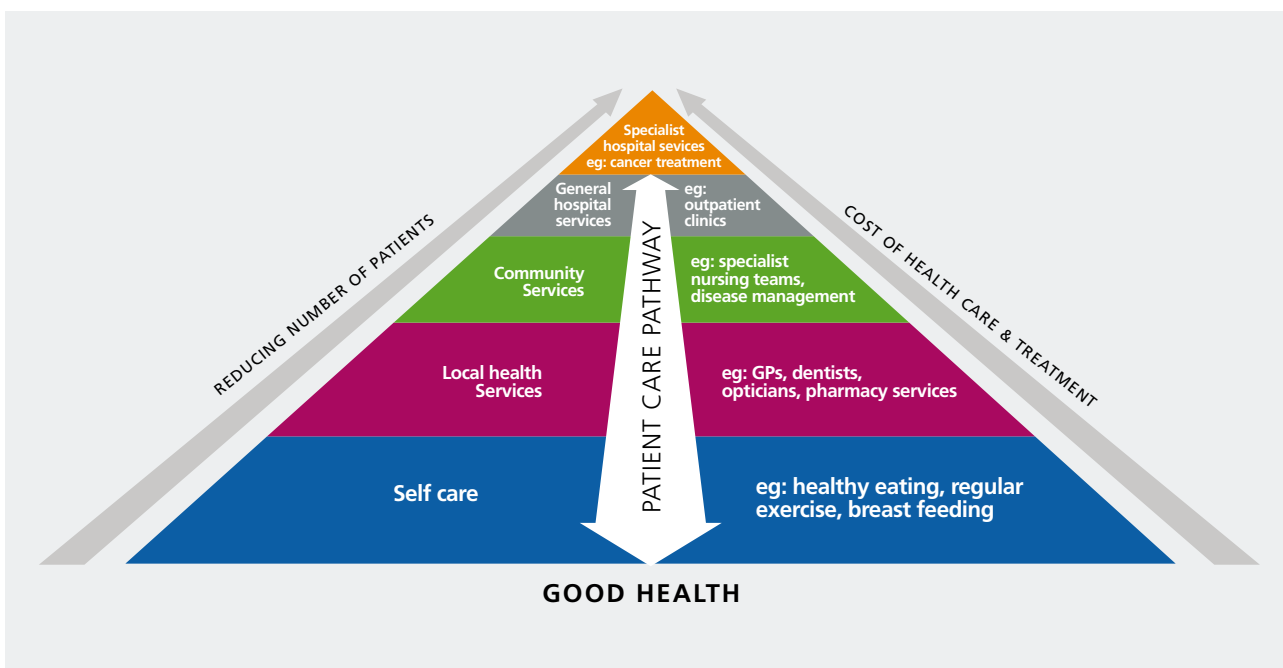 Specialist
hospital sevices
eg: cancer treatment
General
hospital
services
eg:
outpatient
clinics
Community
Services
eg: specialist
nursing teams,
disease management
Local health
Services
eg: GPs, dentists,
opticians, pharmacy services
Self care
eg: healthy eating, regular
exercise, breast feeding
PATIENT CARE PATHWAY
REDUCING NUMBER OF PATIENTS
COST OF HEALTH CARE & TREATMENT
GOOD HEALTH